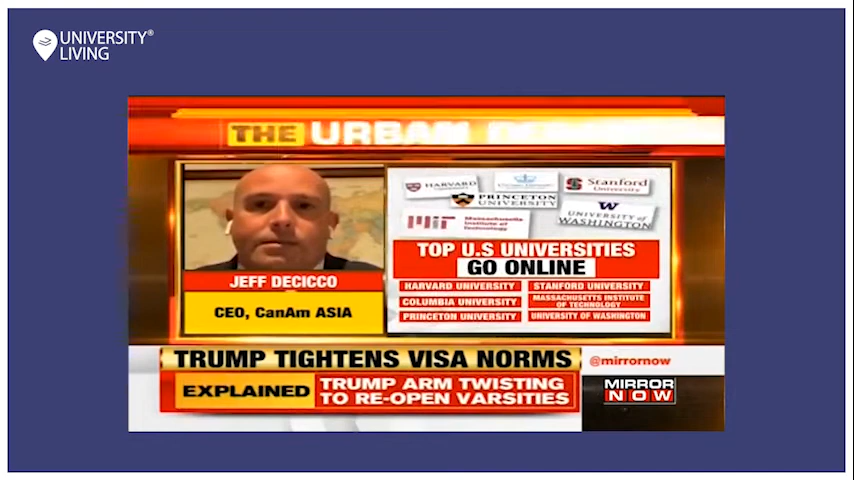 UNIVERSITY®
LIVING
THE URBAN
HARVARD
Stanford
University
PRINCETON
UNIVERSITY
MIT Massachusetts
Institute of
Technology
W
UNIVERSITY of
WASHINGTON
TOP U.S UNIVERSITIES
GO ONLINE
HARVARD UNIVERSITY
STANFORD UNIVERSITY
COLUMBIA UNIVERSITY
MASSACHUSETTS INSTITUTE
OF TECHNOLOGY
PRINCETON UNIVERSITY
UNIVERSITY OF WASHINGTON
JEFF DECICCO
CEO, CanAm ASIA
TRUMP TIGHTENS VISA NORMS
@mirrornow
EXPLAINED
TRUMP ARM TWISTING
TO RE-OPEN VARSITIES
MIRROR
NOW